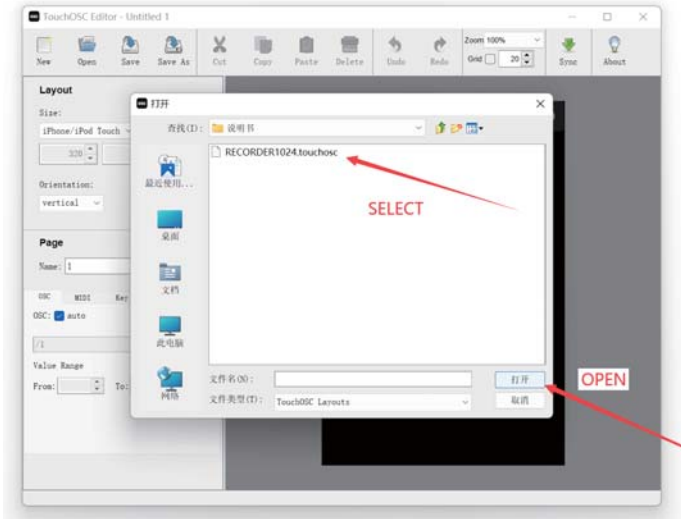 TouchOSC Editor - Untitled 1
New Open Save Save As Cut Copy Paste Delete Undo Redo Zoom 100% Grid 20 Sync About
Layout
Size:
iPhone/iPod Touch
320
Orientation:
vertical
Page
Name: 1
OSC MIDI Key
OSC: auto
/1
Value Range
From: To:
打开
查找(I): 说明书
RECORDER1024.touchosc
SELECT
最近使用...
桌面
文档
此电脑
网络
文件名(N): 打开
OPEN
文件类型(T): TouchOSC Layouts 取消